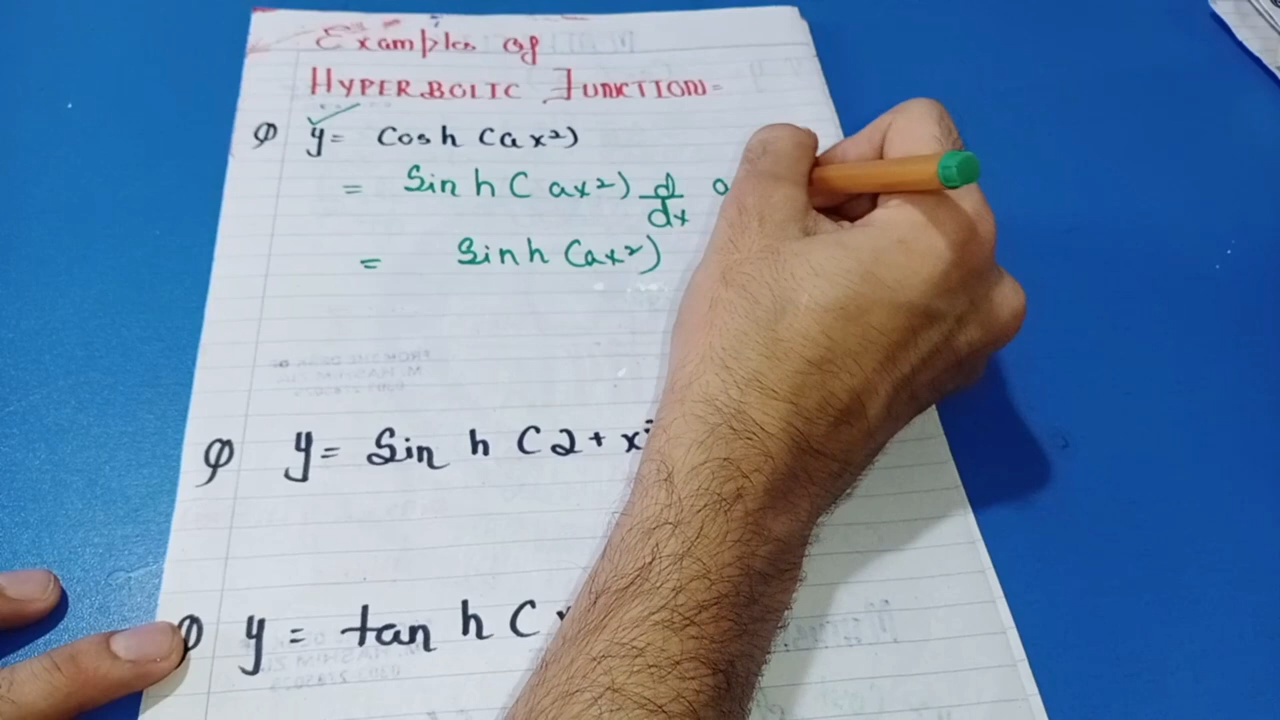 Examples of
HYPERBOLIC FUNCTION=
Q y= Cosh (ax²)
= Sinh (ax²) d/dx a
= Sinh (ax²)
Q y= Sin h (2+x
Q y= tan h (